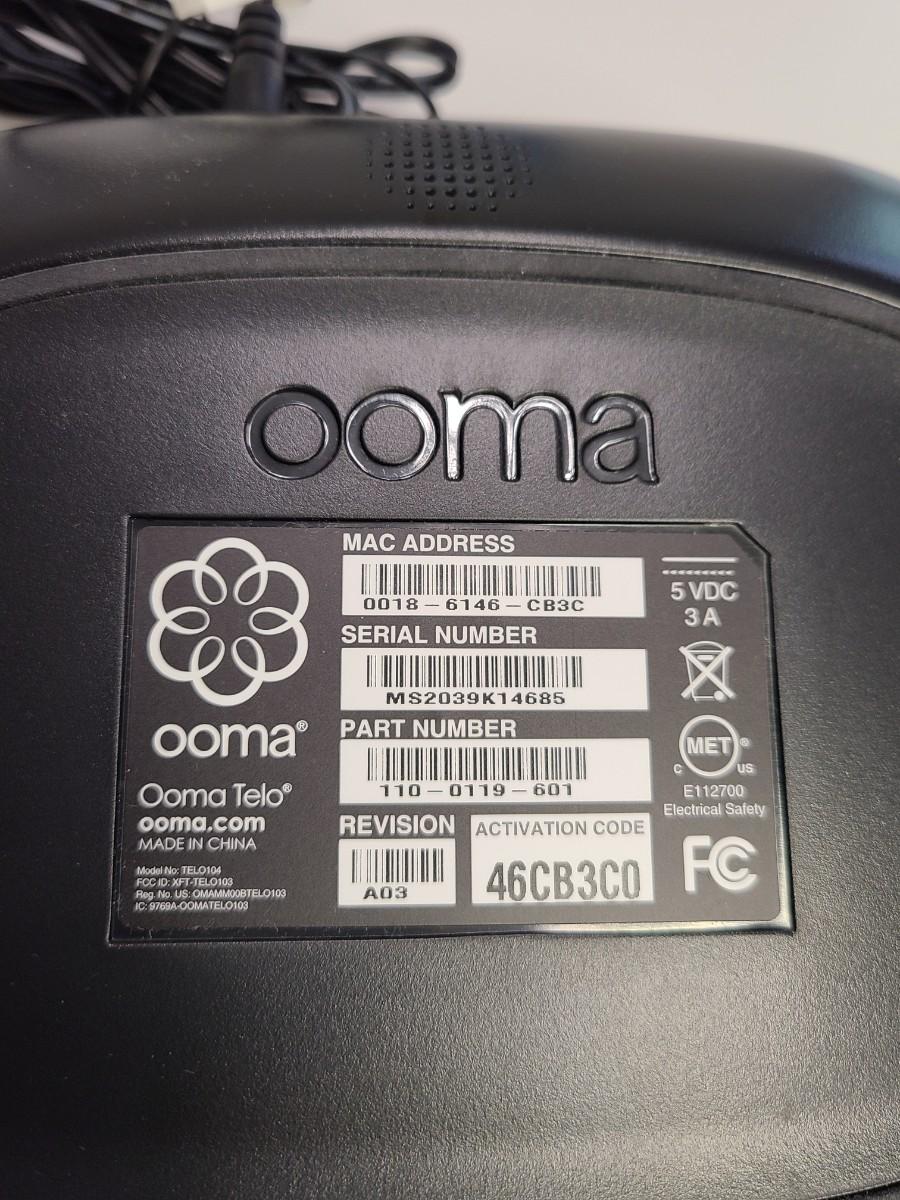 ooma
MAC ADDRESS
0018-6146-CB3C
SERIAL NUMBER
MS2039K14685
PART NUMBER
110-0119-601
REVISION
A03
ACTIVATION CODE
46CB3C0
ooma®
Ooma Telo®
ooma.com
MADE IN CHINA
Model No: TELO104
FCC ID: XFT-TELO103
Reg. No. US: OMAMM00BTELO103
IC: 9769A-OOMATELO103
5 VDC
3 A
MET®
C US
E112700
Electrical Safety
FC